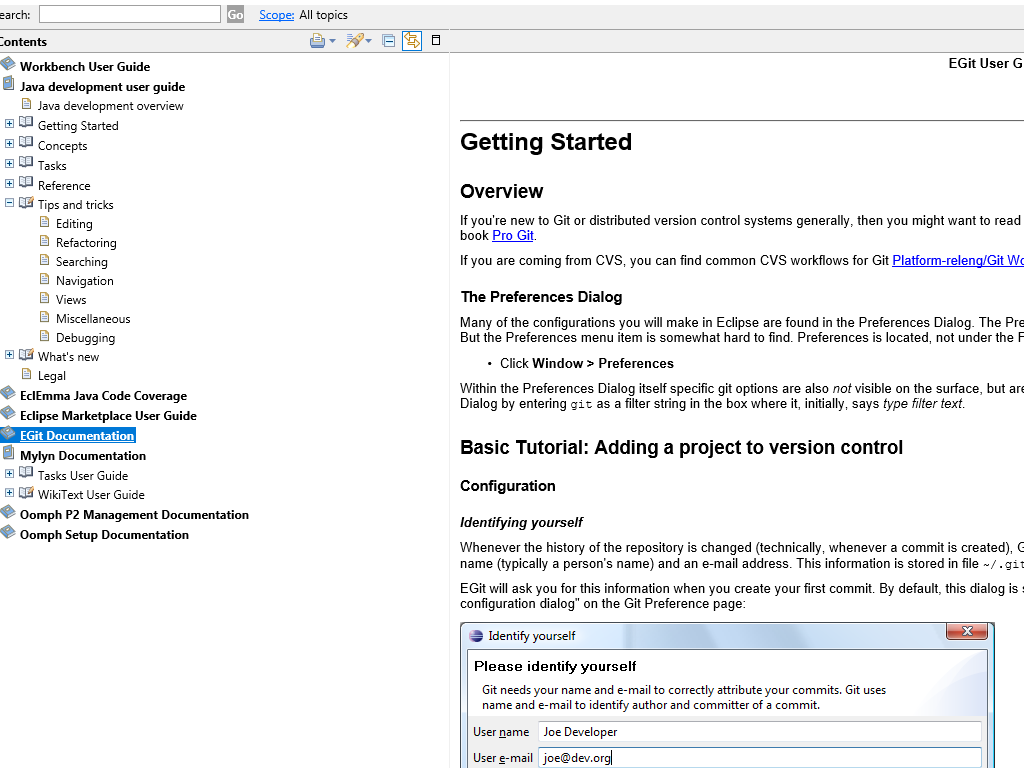 earch:
Go
Scope: All topics
Contents
Workbench User Guide
Java development user guide
Java development overview
Getting Started
Concepts
Tasks
Reference
Tips and tricks
Editing
Refactoring
Searching
Navigation
Views
Miscellaneous
Debugging
What's new
Legal
EclEmma Java Code Coverage
Eclipse Marketplace User Guide
EGit Documentation
Mylyn Documentation
Tasks User Guide
WikiText User Guide
Oomph P2 Management Documentation
Oomph Setup Documentation
EGit User G
Getting Started
Overview
If you're new to Git or distributed version control systems generally, then you might want to read
book Pro Git.
If you are coming from CVS, you can find common CVS workflows for Git Platform-releng/Git Wo
The Preferences Dialog
Many of the configurations you will make in Eclipse are found in the Preferences Dialog. The Pre
But the Preferences menu item is somewhat hard to find. Preferences is located, not under the F
• Click Window > Preferences
Within the Preferences Dialog itself specific git options are also not visible on the surface, but are
Dialog by entering git as a filter string in the box where it, initially, says type filter text.
Basic Tutorial: Adding a project to version control
Configuration
Identifying yourself
Whenever the history of the repository is changed (technically, whenever a commit is created), G
name (typically a person's name) and an e-mail address. This information is stored in file ~/.git
EGit will ask you for this information when you create your first commit. By default, this dialog is s
configuration dialog" on the Git Preference page:
Identify yourself
Please identify yourself
Git needs your name and e-mail to correctly attribute your commits. Git uses
name and e-mail to identify author and committer of a commit.
User name Joe Developer
User e-mail joe@dev.org